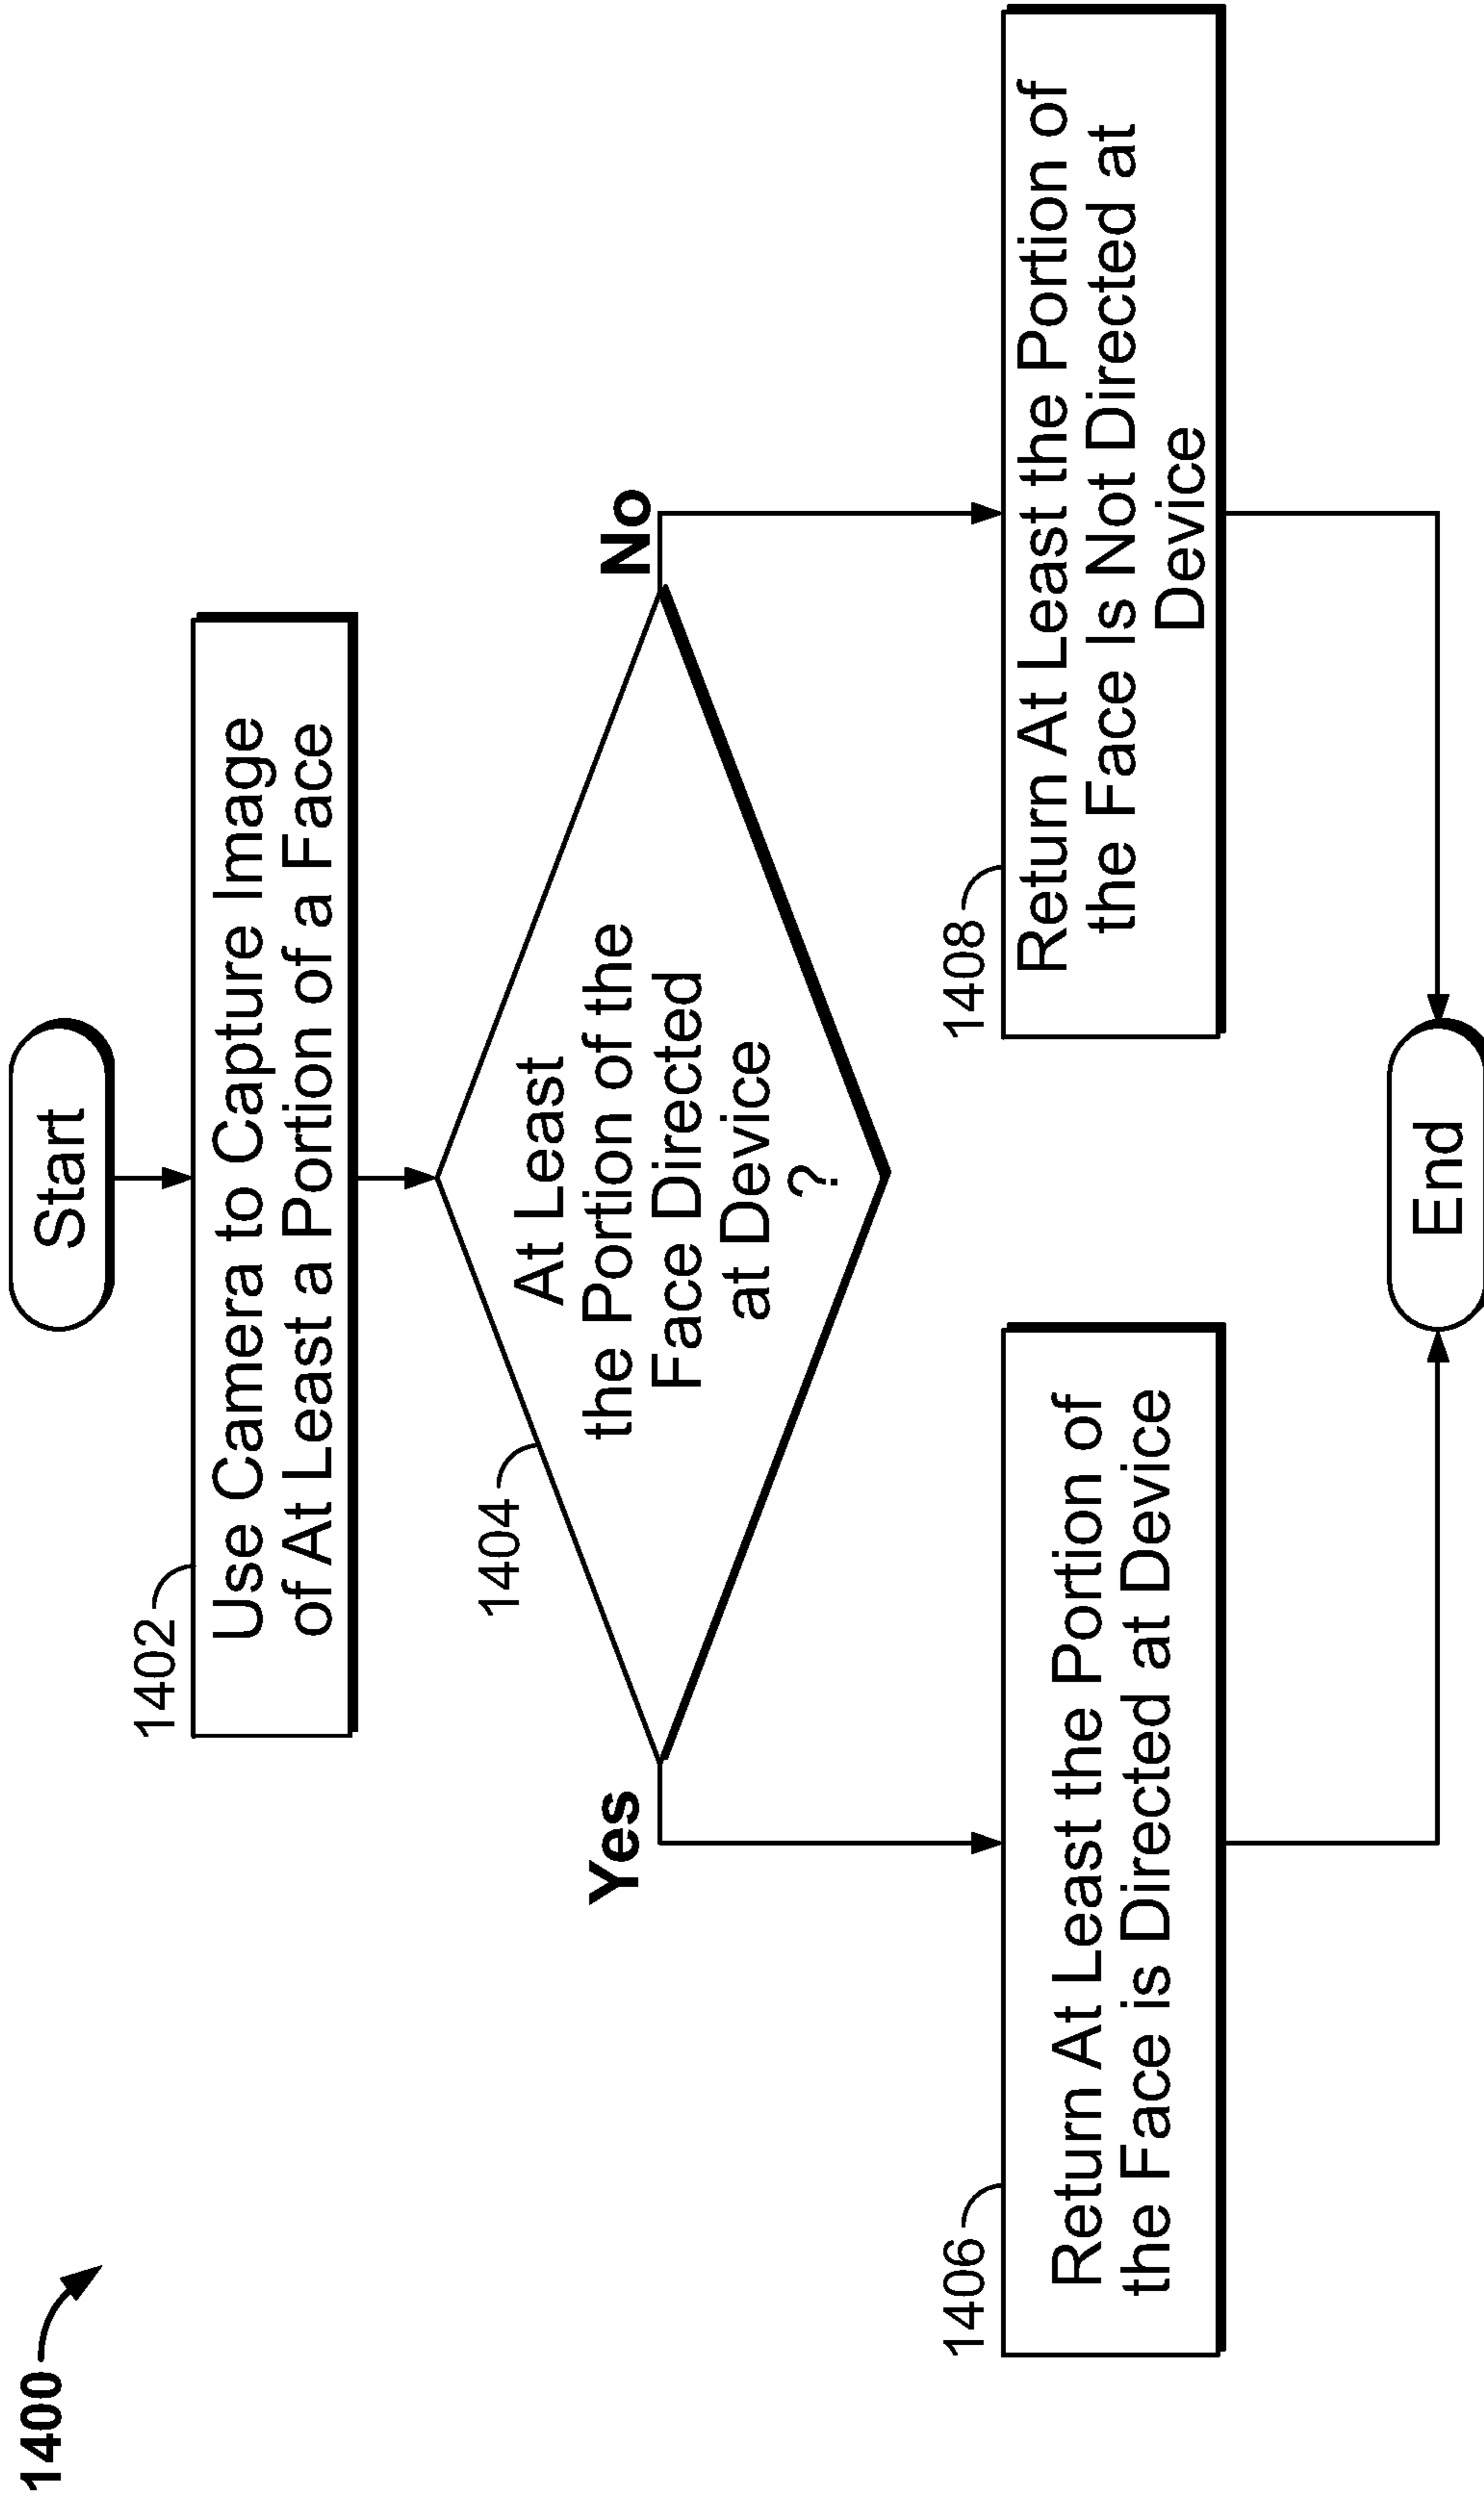 1400
Start
1402
Use Camera to Capture Image
of At Least a Portion of a Face
1404
At Least
the Portion of the
Face Directed
at Device
?
Yes
No
1406
Return At Least the Portion of
the Face is Directed at Device
1408
Return At Least the Portion of
the Face Is Not Directed at
Device
End